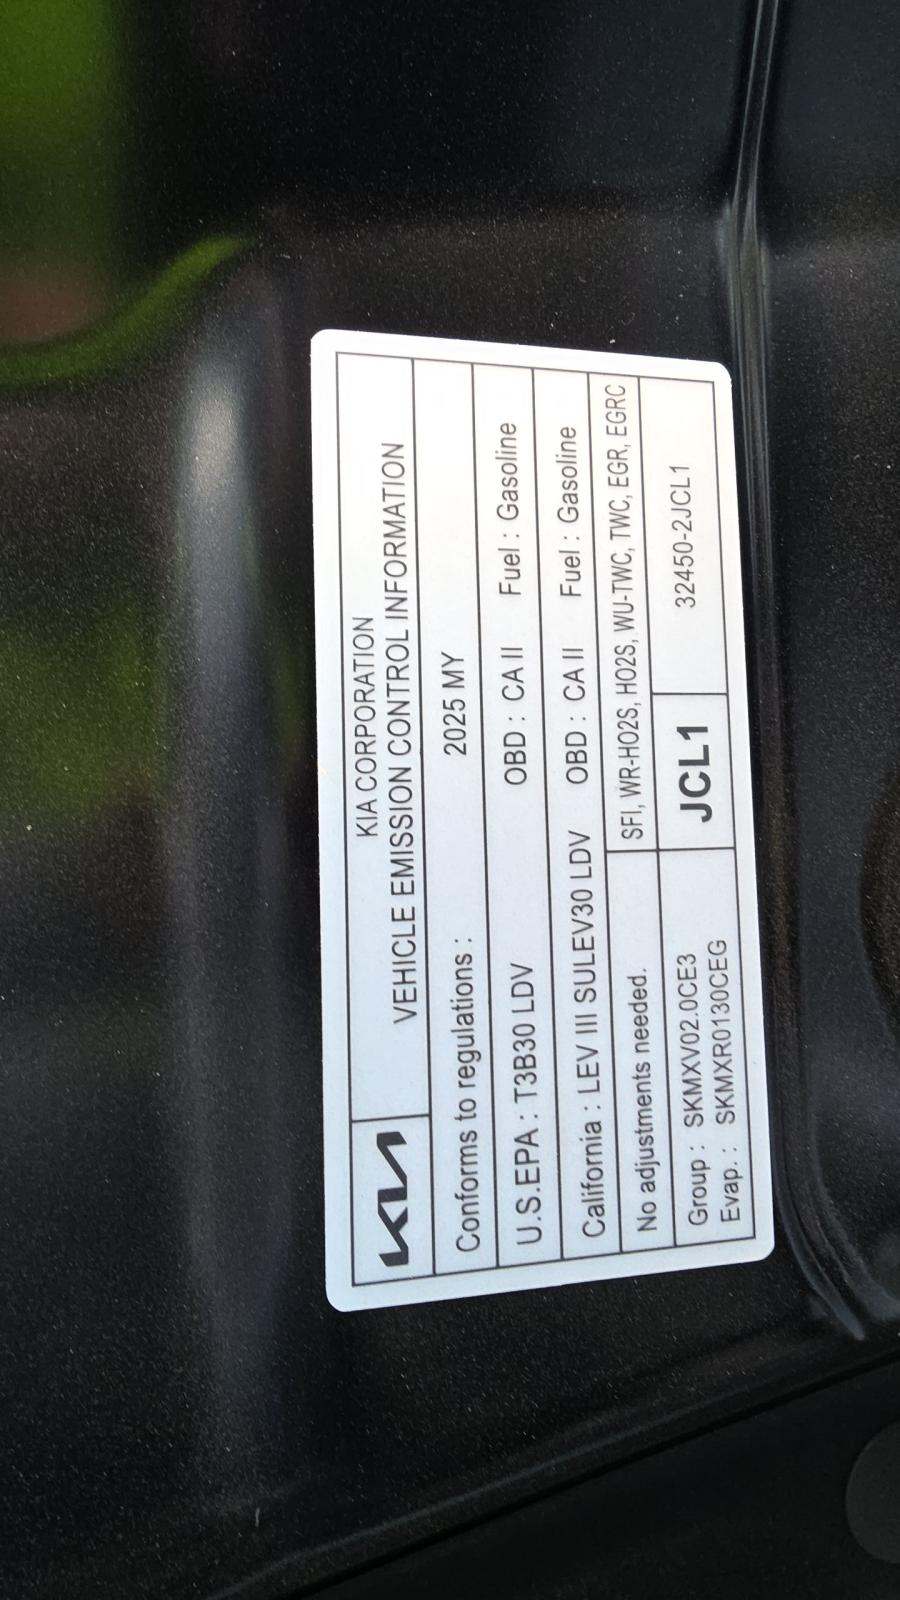 KIA
KIA CORPORATION
VEHICLE EMISSION CONTROL INFORMATION
Conforms to regulations : 2025 MY
U.S.EPA : T3B30 LDV OBD : CA II Fuel : Gasoline
California : LEV III SULEV30 LDV OBD : CA II Fuel : Gasoline
No adjustments needed. SFI, WR-HO2S, HO2S, WU-TWC, TWC, EGR, EGRC
Group : SKMXV02.0CE3
Evap. : SKMXR0130CEG
JCL1
32450-2JCL1